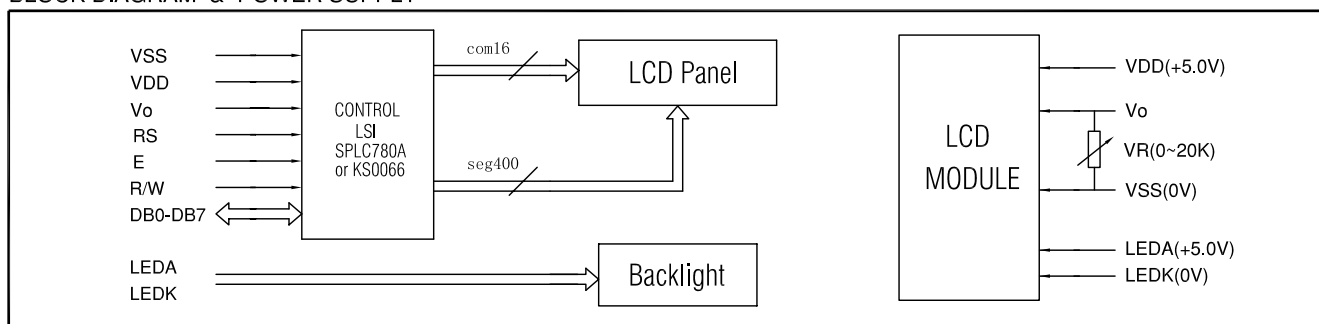 BLOCK DIAGRAM & POWER SUPPLY
VSS
VDD
Vo
RS
E
R/W
DB0-DB7
LEDA
LEDK
CONTROL
LSI
SPLC780A
or KS0066
com16
seg400
LCD Panel
Backlight
LCD
MODULE
VDD(+5.0V)
Vo
VR(0~20K)
VSS(0V)
LEDA(+5.0V)
LEDK(0V)